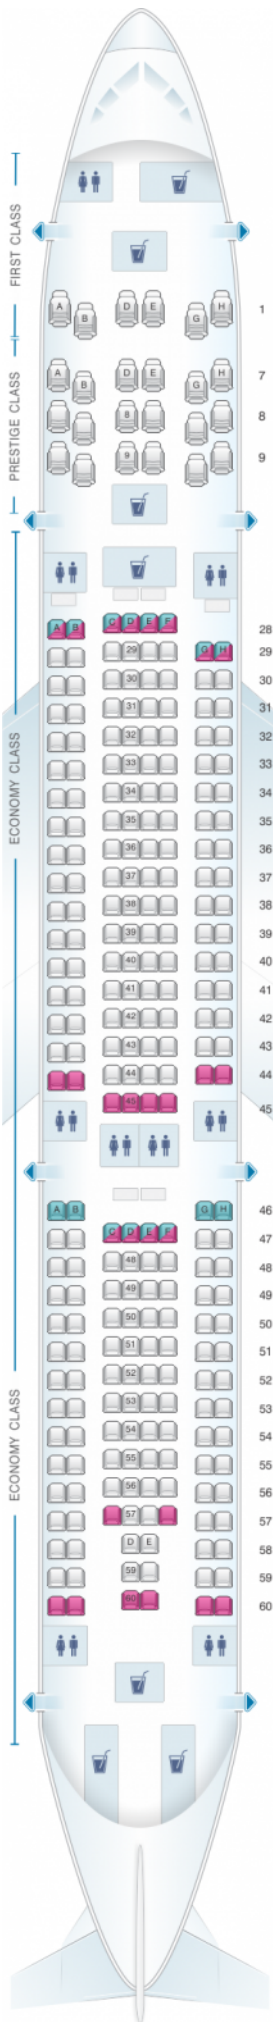 FIRST CLASS
A B D E G H 1
PRESTIGE CLASS
A B D E G H 7
8 8
9 9
ECONOMY CLASS
A B C D E F 28
29 G H 29
30 30
31 31
32 32
33 33
34 34
35 35
36 36
37 37
38 38
39 39
40 40
41 41
42 42
43 43
44 44
45 45
ECONOMY CLASS
A B G H 46
C D E F 47
48 48
49 49
50 50
51 51
52 52
53 53
54 54
55 55
56 56
57 57
D E 58
59 59
60 60